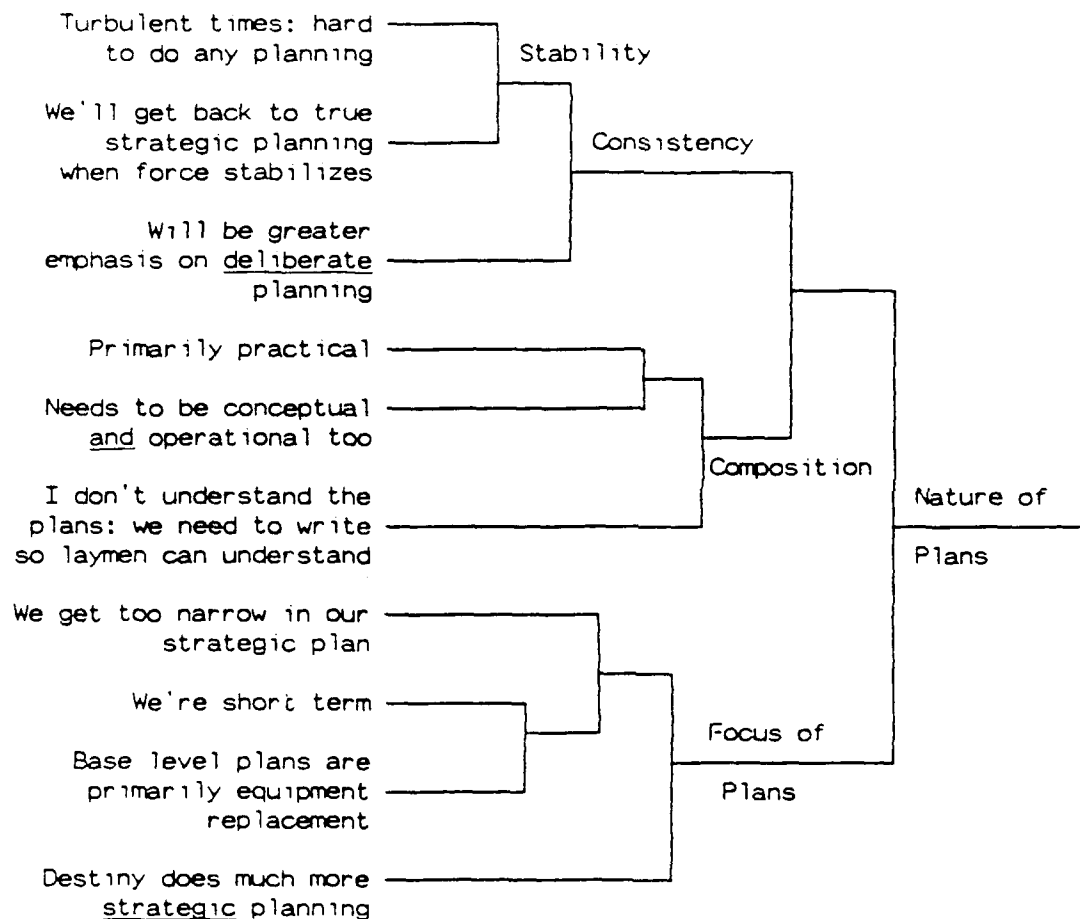 Turbulent times: hard
to do any planning
Stability
We'll get back to true
strategic planning
when force stabilizes
Consistency
Will be greater
emphasis on deliberate
planning
Primarily practical
Needs to be conceptual
and operational too
Composition
I don't understand the
plans: we need to write
so laymen can understand
Nature of
Plans
We get too narrow in our
strategic plan
We're short term
Focus of
Plans
Base level plans are
primarily equipment
replacement
Destiny does much more
strategic planning